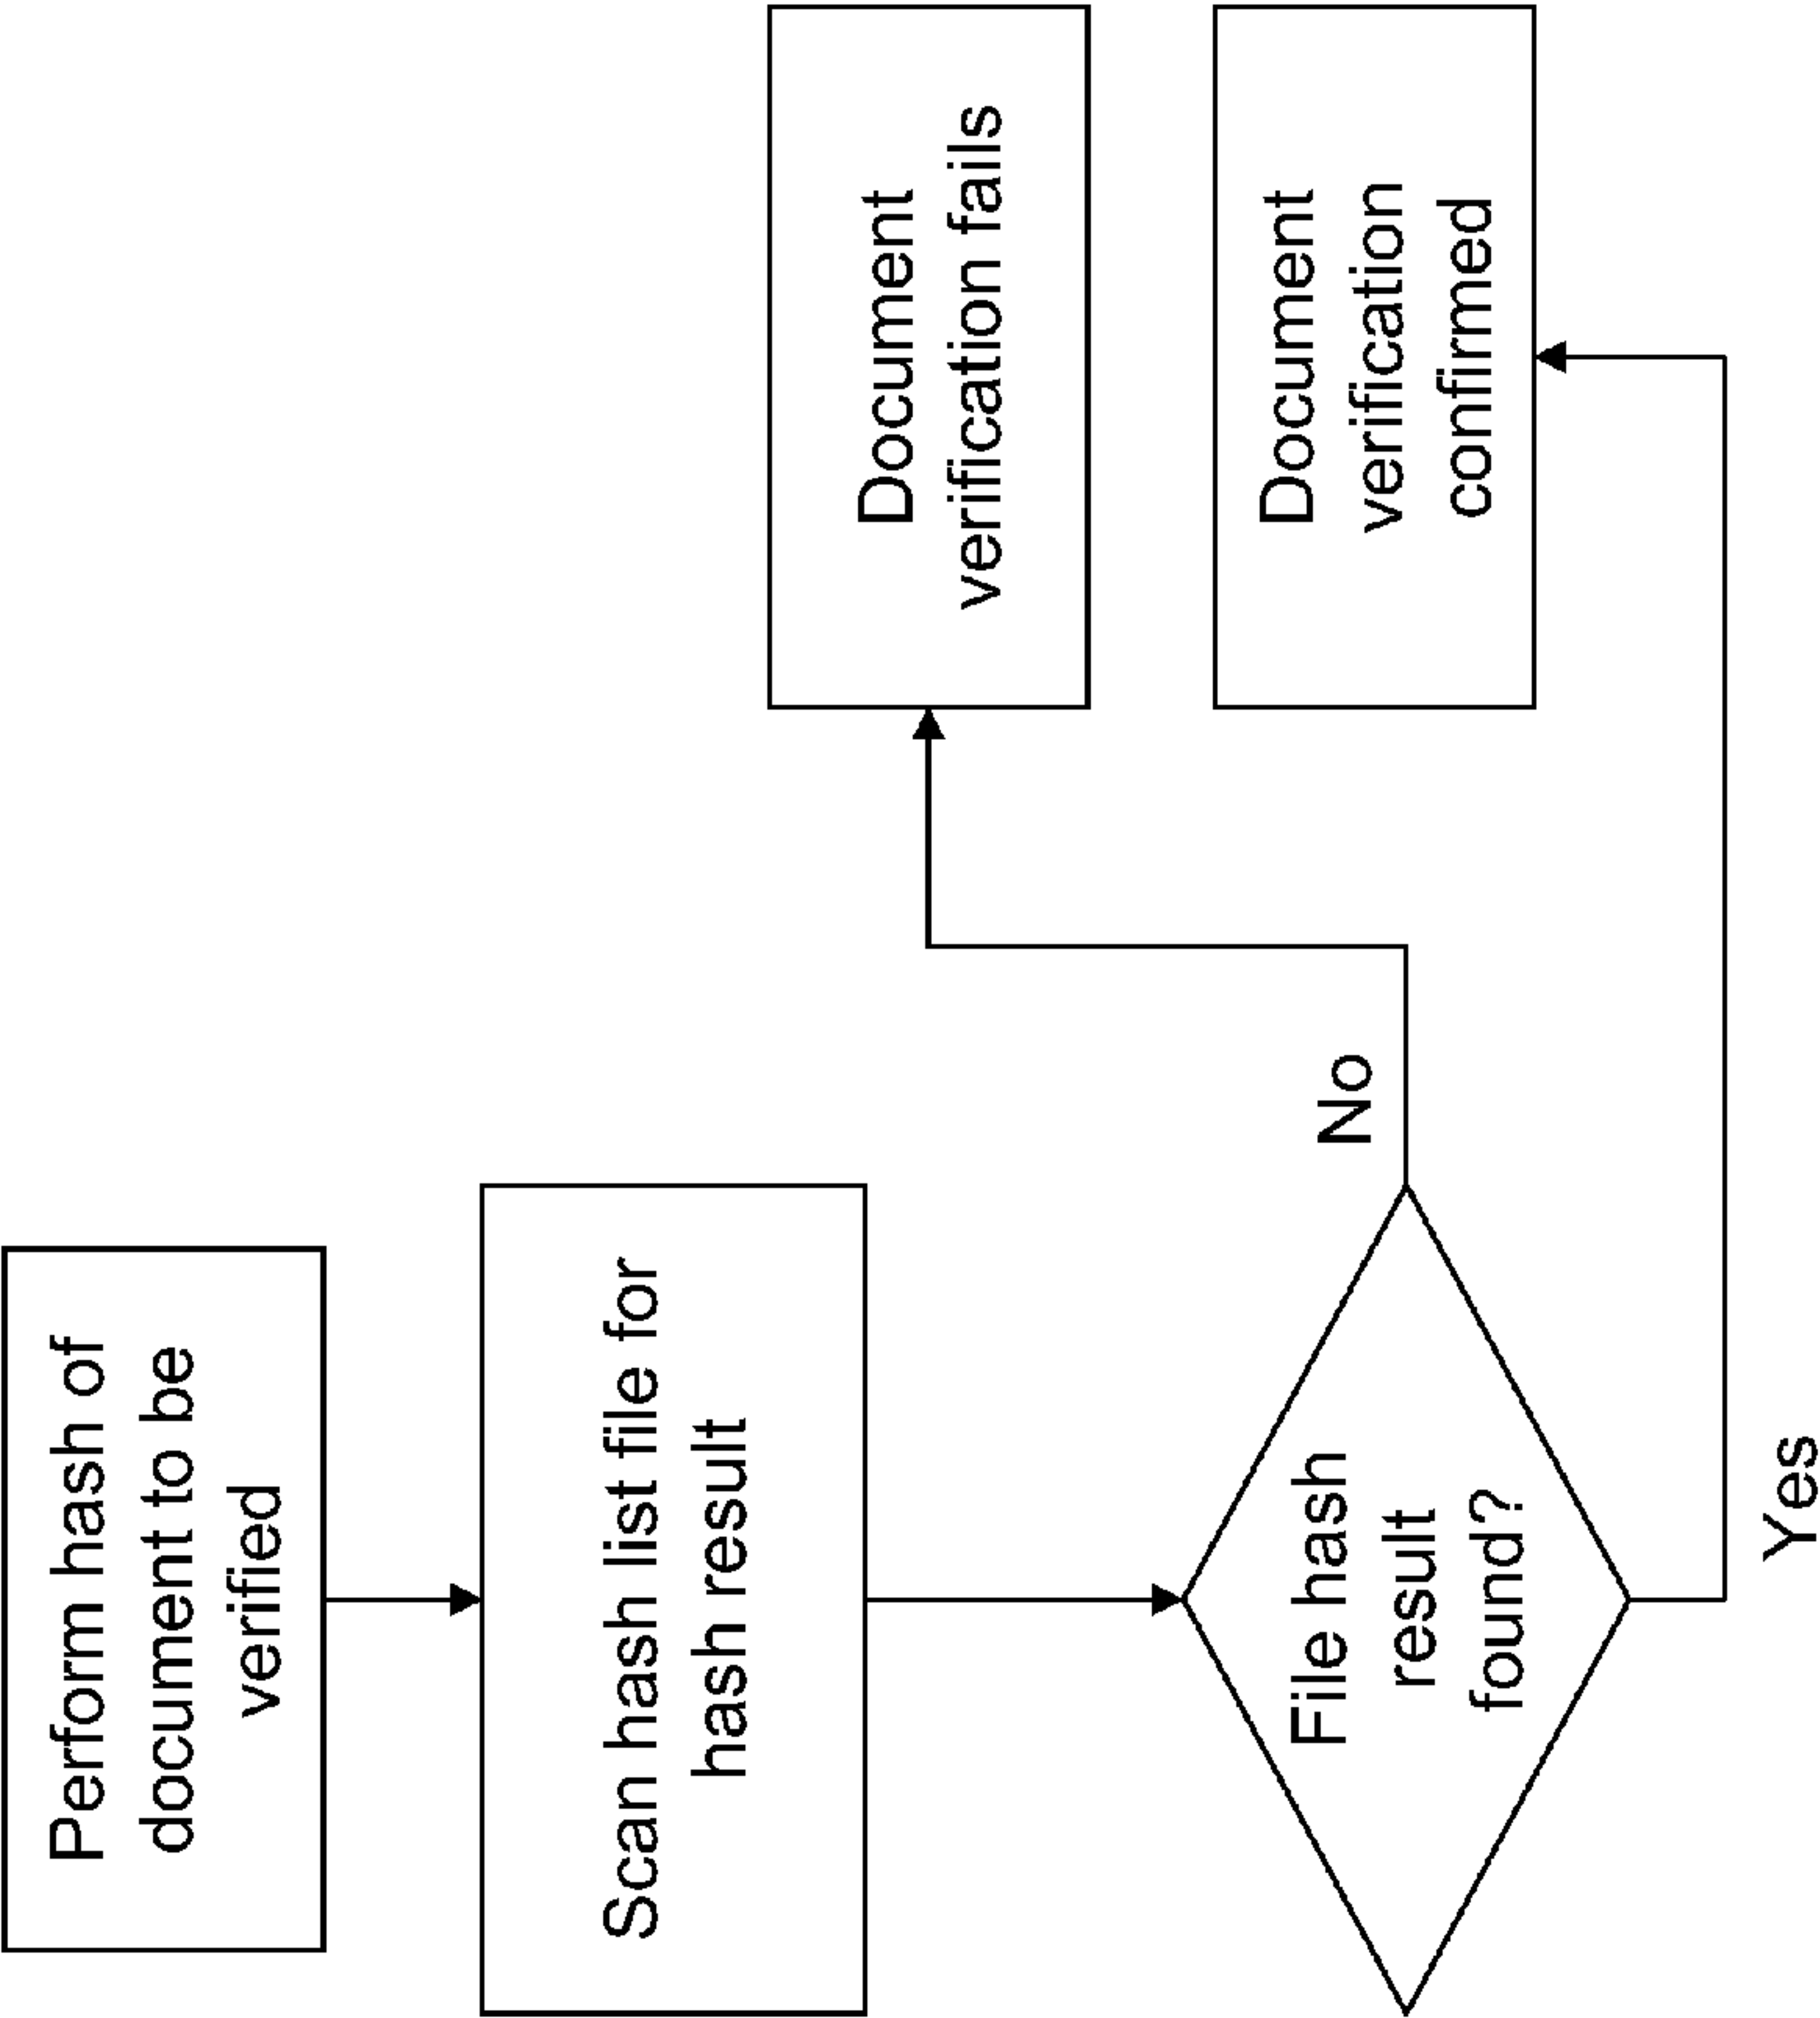 Perform hash of
document to be
verified
Scan hash list file for
hash result
File hash
result
found?
No
Yes
Document
verification fails
Document
verification
confirmed